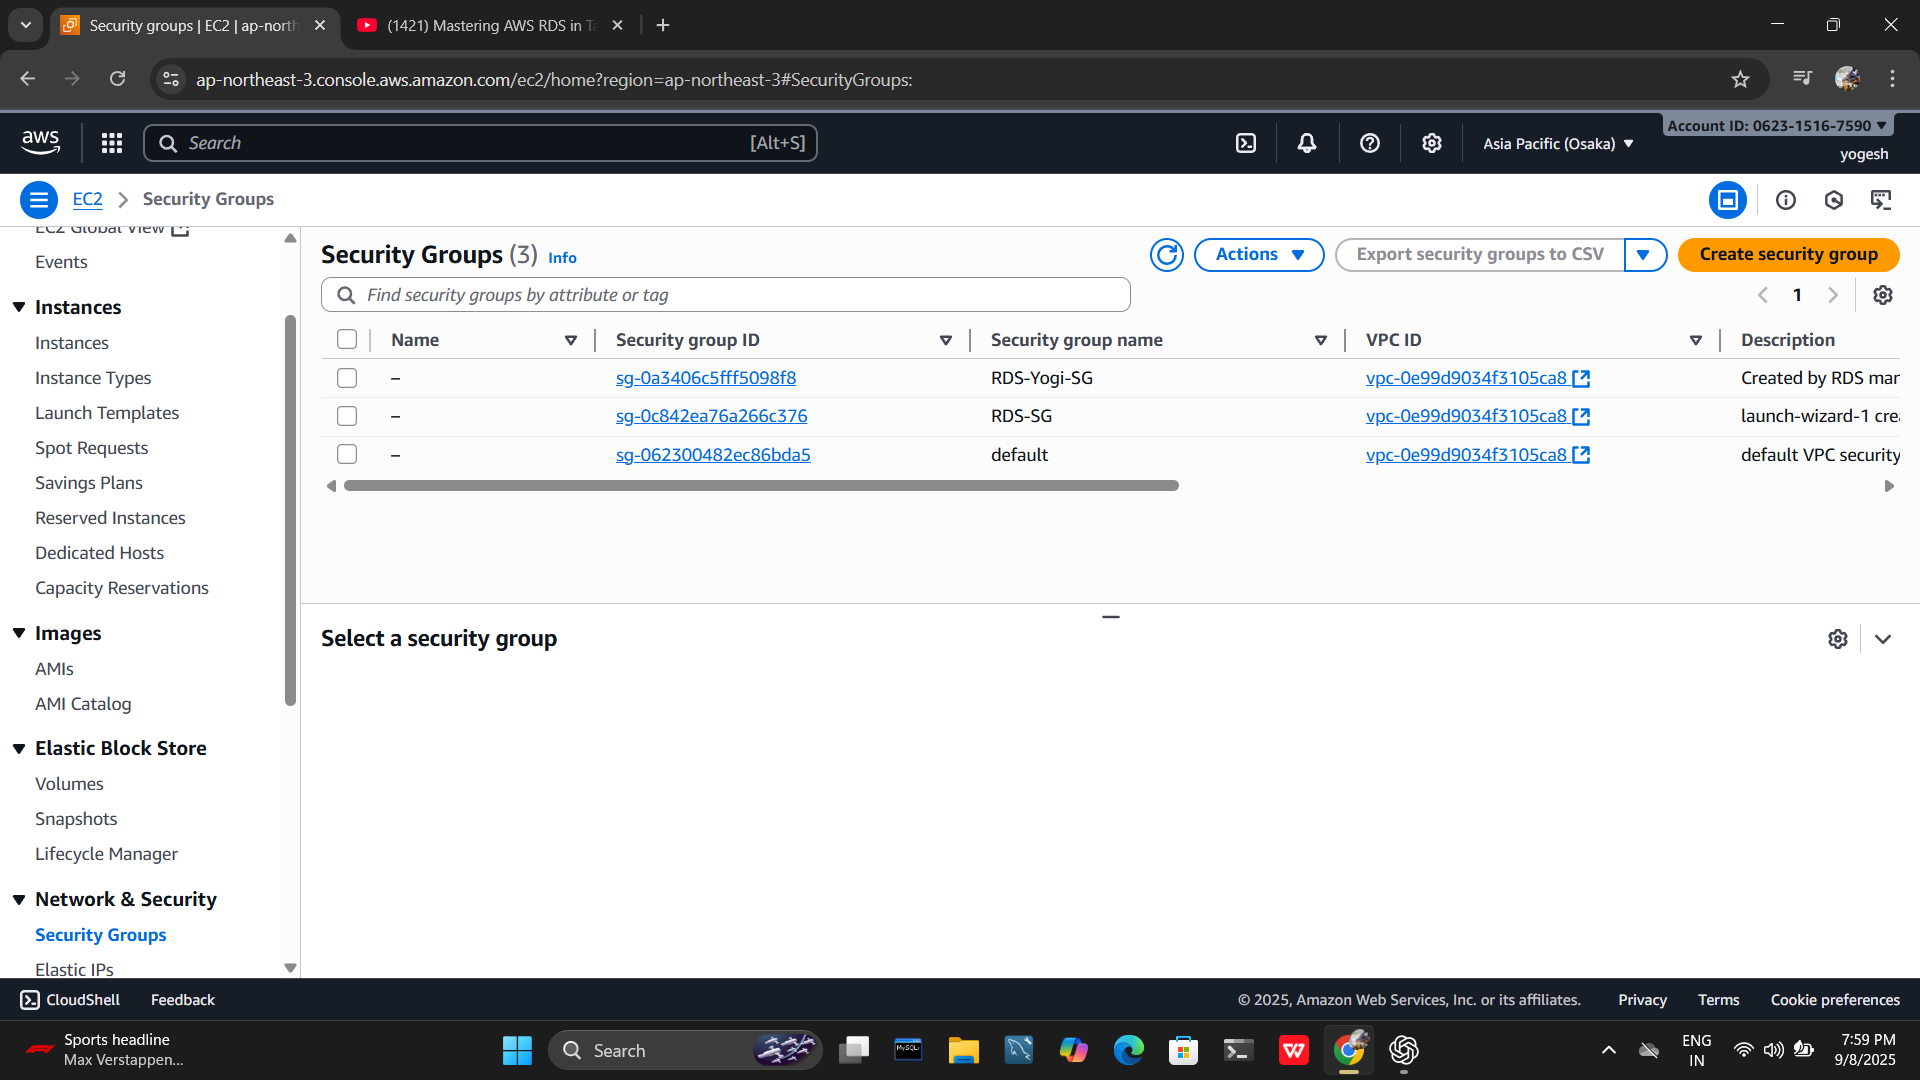 Security groups | EC2 | ap-north
(1421) Mastering AWS RDS in Ta
ap-northeast-3.console.aws.amazon.com/ec2/home?region=ap-northeast-3#SecurityGroups:
aws
Search
[Alt+S]
Asia Pacific (Osaka)
Account ID: 0623-1516-7590
yogesh
EC2
Security Groups
EC2 Global View
Events
Instances
Instances
Instance Types
Launch Templates
Spot Requests
Savings Plans
Reserved Instances
Dedicated Hosts
Capacity Reservations
Images
AMIs
AMI Catalog
Elastic Block Store
Volumes
Snapshots
Lifecycle Manager
Network & Security
Security Groups
Elastic IPs
Security Groups (3) Info
Actions
Export security groups to CSV
Create security group
Find security groups by attribute or tag
1
Name Security group ID Security group name VPC ID Description
– sg-0a3406c5fff5098f8 RDS-Yogi-SG vpc-0e99d9034f3105ca8 Created by RDS mar
– sg-0c842ea76a266c376 RDS-SG vpc-0e99d9034f3105ca8 launch-wizard-1 cre
– sg-062300482ec86bda5 default vpc-0e99d9034f3105ca8 default VPC security
Select a security group
CloudShell
Feedback
© 2025, Amazon Web Services, Inc. or its affiliates.
Privacy
Terms
Cookie preferences
Sports headline
Max Verstappen...
Search
MySQL
ENG
IN
7:59 PM
9/8/2025